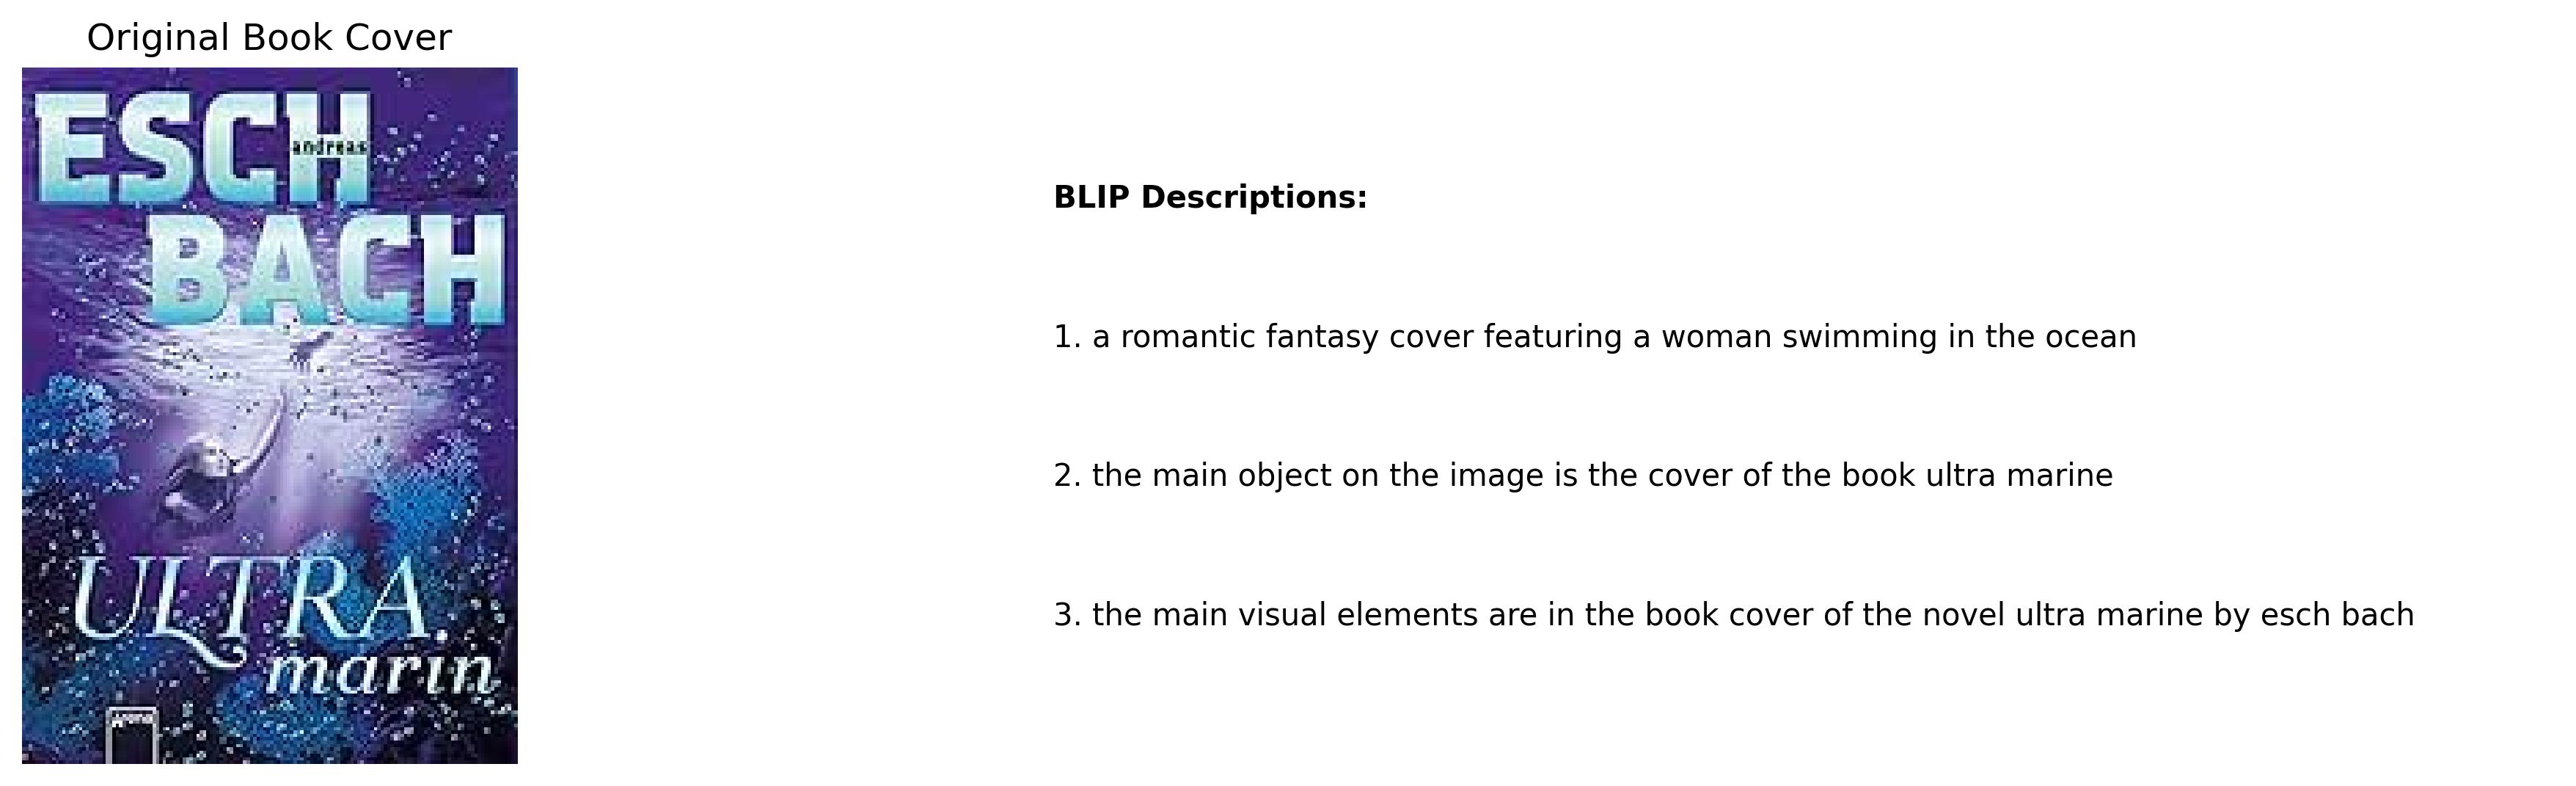 Original Book Cover
ESCH
andreas
BACH
ULTRA.
marin
Arena
BLIP Descriptions:
1. a romantic fantasy cover featuring a woman swimming in the ocean
2. the main object on the image is the cover of the book ultra marine
3. the main visual elements are in the book cover of the novel ultra marine by esch bach